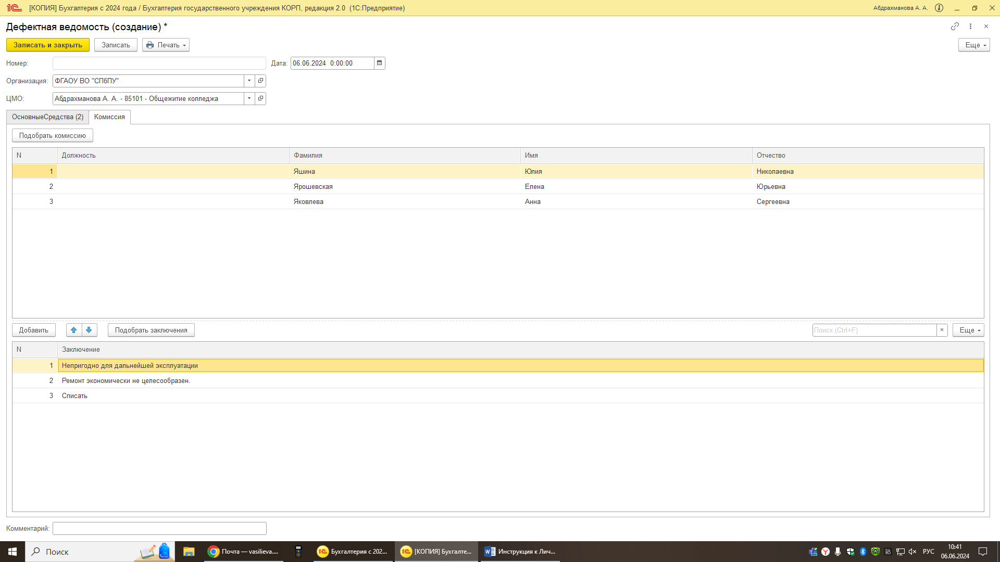 [КОПИЯ] Бухгалтерия с 2024 года / Бухгалтерия государственного учреждения КОРП, редакция 2.0 (1С:Предприятие)
Абдрахманова А. А.
Дефектная ведомость (создание) *
Записать и закрыть
Записать
Печать
Еще
Номер:
Дата: 06.06.2024 0:00:00
Организация: ФГАОУ ВО "СПбПУ"
ЦМО: Абдрахманова А. А. - 85101 - Общежитие колледжа
ОсновныеСредства (2)
Комиссия
Подобрать комиссию
N Должность Фамилия Имя Отчество
1 Яшина Юлия Николаевна
2 Ярошевская Елена Юрьевна
3 Яковлева Анна Сергеевна
Добавить
Подобрать заключения
Поиск (Ctrl+F)
×
Еще
N Заключение
1 Непригодно для дальнейшей эксплуатации
2 Ремонт экономически не целесообразен.
3 Списать
Комментарий:
Поиск
Почта — vasilieva....
Бухгалтерия с 202...
[КОПИЯ] Бухгалте...
Инструкция к Лич...
РУС
10:41
06.06.2024